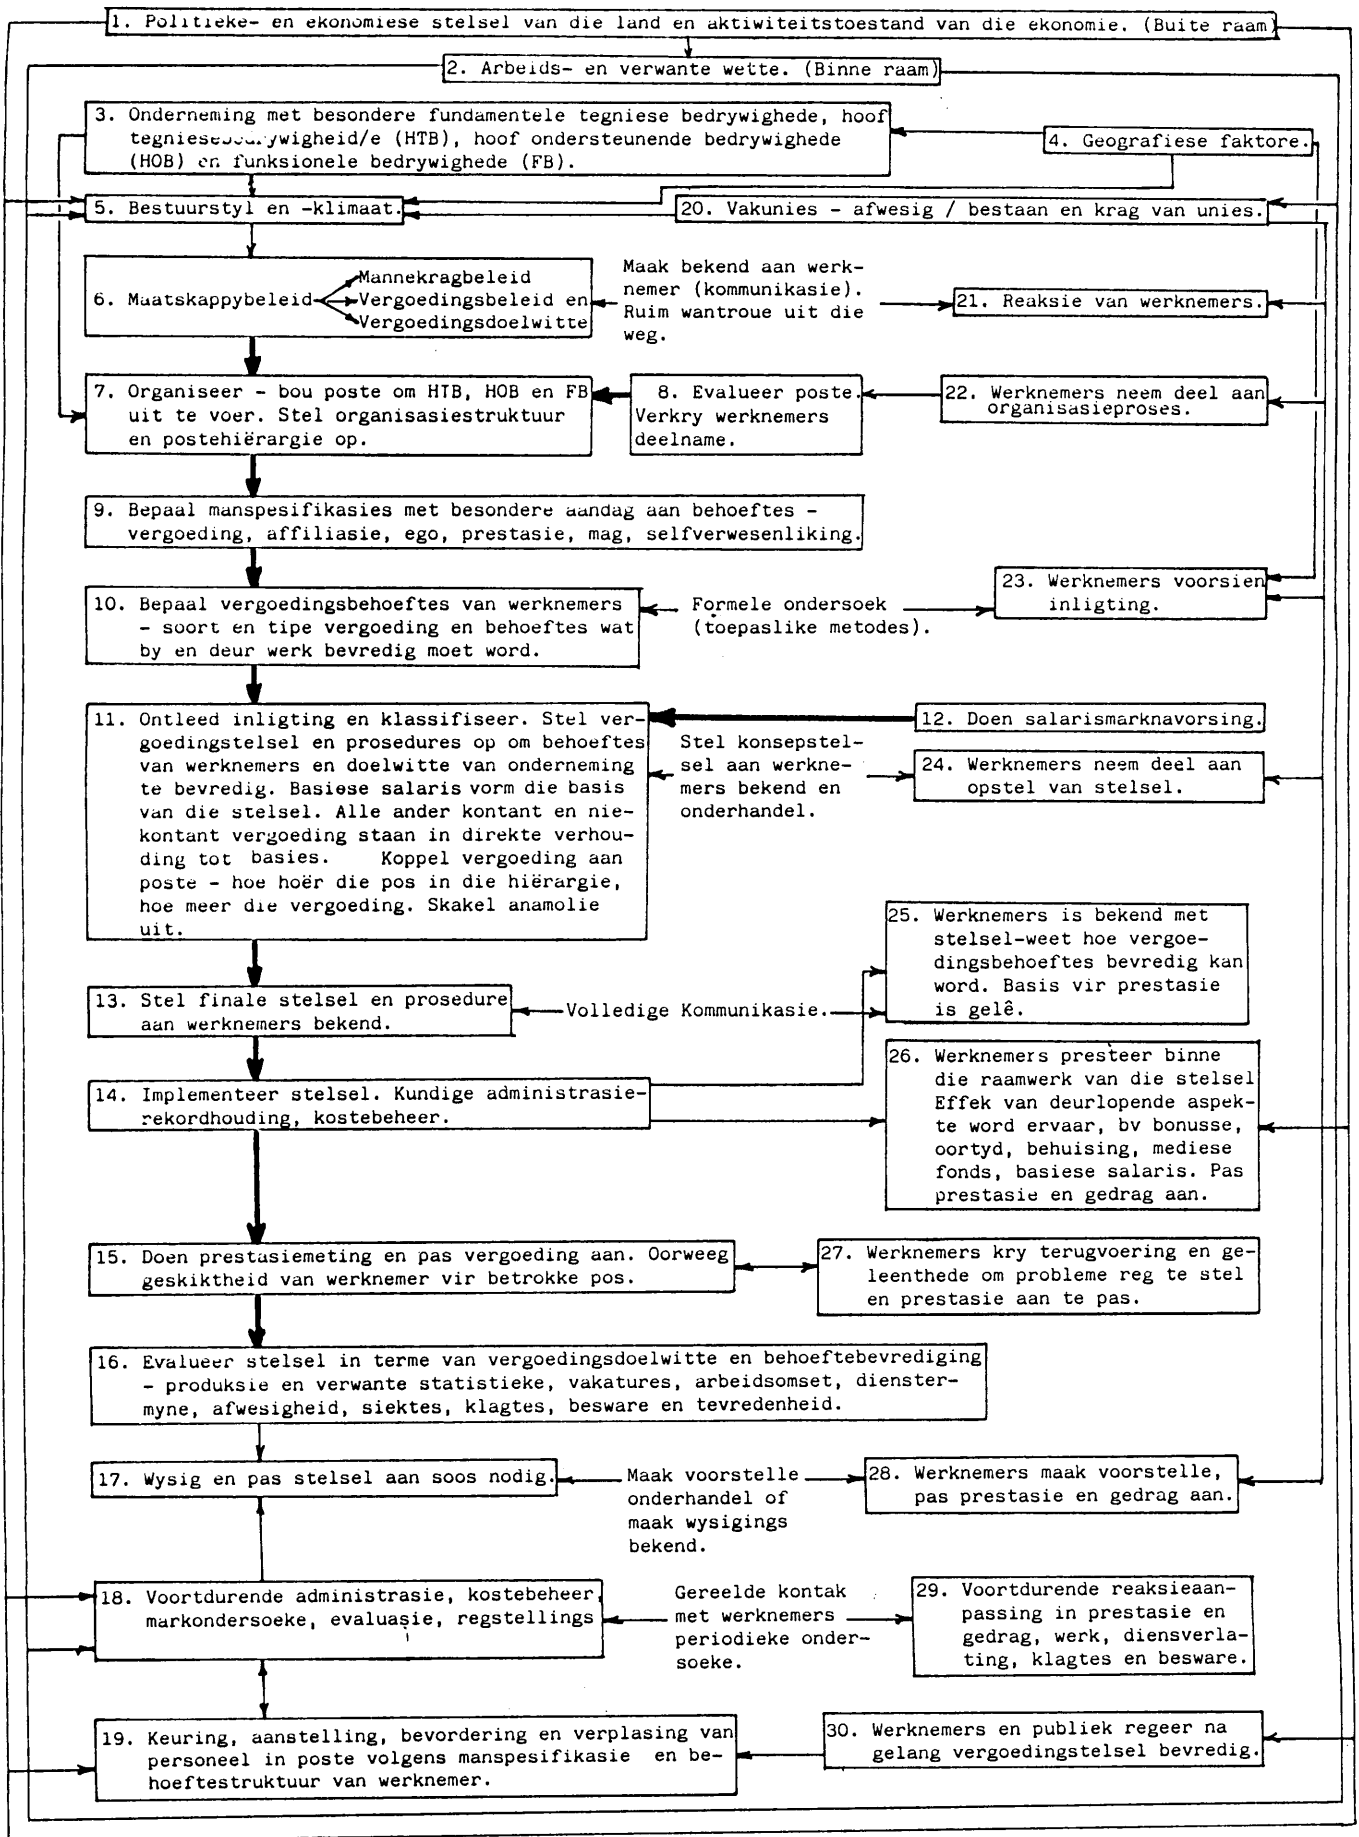 1. Politieke- en ekonomiese stelsel van die land en aktiwiteitstoestand van die ekonomie. (Buite raam)
2. Arbeids- en verwante wette. (Binne raam)
3. Onderneming met besondere fundamentele tegniese bedrywighede, hoof
tegniesebedrywigheid/e (HTB), hoof ondersteunende bedrywighede
(HOB) en funksionele bedrywighede (FB).
4. Geografiese faktore.
5. Bestuurstyl en -klimaat.
20. Vakunies - afwesig / bestaan en krag van unies.
6. Maatskappybeleid
Mannekragbeleid
Vergoedingsbeleid en
Vergoedingsdoelwitte
Maak bekend aan werk-
nemer (kommunikasie).
Ruim wantroue uit die
weg.
21. Reaksie van werknemers.
7. Organiseer - bou poste om HTB, HOB en FB
uit te voer. Stel organisasiestruktuur
en postehiërargie op.
8. Evalueer poste.
Verkry werknemers
deelname.
22. Werknemers neem deel aan
organisasieproses.
9. Bepaal manspesifikasies met besondere aandag aan behoeftes -
vergoeding, affiliasie, ego, prestasie, mag, selfverwesenliking.
10. Bepaal vergoedingsbehoeftes van werknemers
- soort en tipe vergoeding en behoeftes wat
by en deur werk bevredig moet word.
Formele ondersoek
(toepaslike metodes).
23. Werknemers voorsien
inligting.
11. Ontleed inligting en klassifiseer. Stel ver-
goedingstelsel en prosedures op om behoeftes
van werknemers en doelwitte van onderneming
te bevredig. Basiese salaris vorm die basis
van die stelsel. Alle ander kontant en nie-
kontant vergoeding staan in direkte verhou-
ding tot basies. Koppel vergoeding aan
poste - hoe hoër die pos in die hiërargie,
hoe meer die vergoeding. Skakel anamolie
uit.
12. Doen salarismarknavorsing.
Stel konsepstel-
sel aan werkne-
mers bekend en
onderhandel.
24. Werknemers neem deel aan
opstel van stelsel.
25. Werknemers is bekend met
stelsel-weet hoe vergoe-
dingsbehoeftes bevredig kan
word. Basis vir prestasie
is gelê.
13. Stel finale stelsel en prosedure
aan werknemers bekend.
Volledige Kommunikasie.
14. Implementeer stelsel. Kundige administrasie-
rekordhouding, kostebeheer.
26. Werknemers presteer binne
die raamwerk van die stelsel
Effek van deurlopende aspek-
te word ervaar, bv bonusse,
oortyd, behuising, mediese
fonds, basiese salaris. Pas
prestasie en gedrag aan.
15. Doen prestasiemeting en pas vergoeding aan. Oorweeg
geskiktheid van werknemer vir betrokke pos.
27. Werknemers kry terugvoering en ge-
leenthede om probleme reg te stel
en prestasie aan te pas.
16. Evalueer stelsel in terme van vergoedingsdoelwitte en behoeftebevrediging
- produksie en verwante statistieke, vakatures, arbeidsomset, dienster-
myne, afwesigheid, siektes, klagtes, besware en tevredenheid.
17. Wysig en pas stelsel aan soos nodig.
Maak voorstelle
onderhandel of
maak wysigings
bekend.
28. Werknemers maak voorstelle,
pas prestasie en gedrag aan.
18. Voortdurende administrasie, kostebeheer,
markondersoeke, evaluasie, regstellings
Gereelde kontak
met werknemers
periodieke onder-
soeke.
29. Voortdurende reaksieaan-
passing in prestasie en
gedrag, werk, diensverla-
ting, klagtes en besware.
19. Keuring, aanstelling, bevordering en verplasing van
personeel in poste volgens manspesifikasie en be-
hoeftestruktuur van werknemer.
30. Werknemers en publiek regeer na
gelang vergoedingstelsel bevredig.